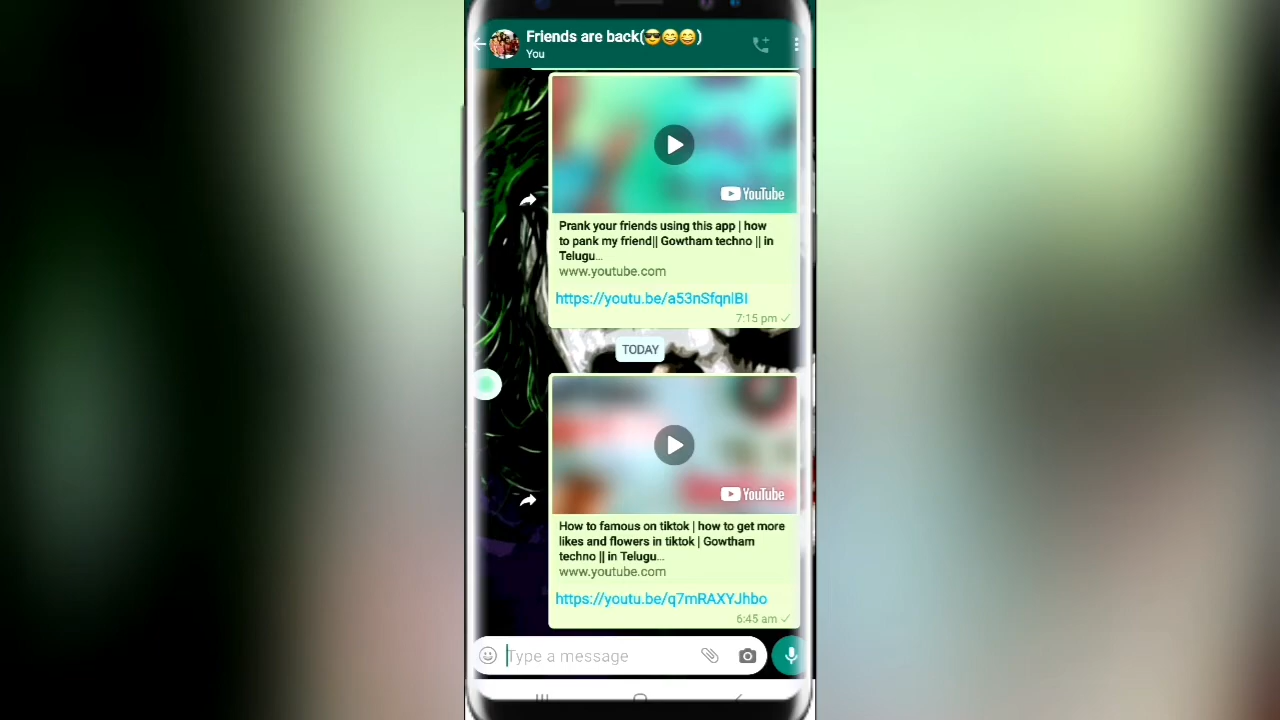 Friends are back(😎😄😅)
You
YouTube
Prank your friends using this app | how
to pank my friend|| Gowtham techno || in
Telugu...
www.youtube.com
https://youtu.be/a53nSfqnlBI
7:15 pm
TODAY
YouTube
How to famous on tiktok | how to get more
likes and flowers in tiktok | Gowtham
techno || in Telugu...
www.youtube.com
https://youtu.be/q7mRAXYJhbo
6:45 am
Type a message